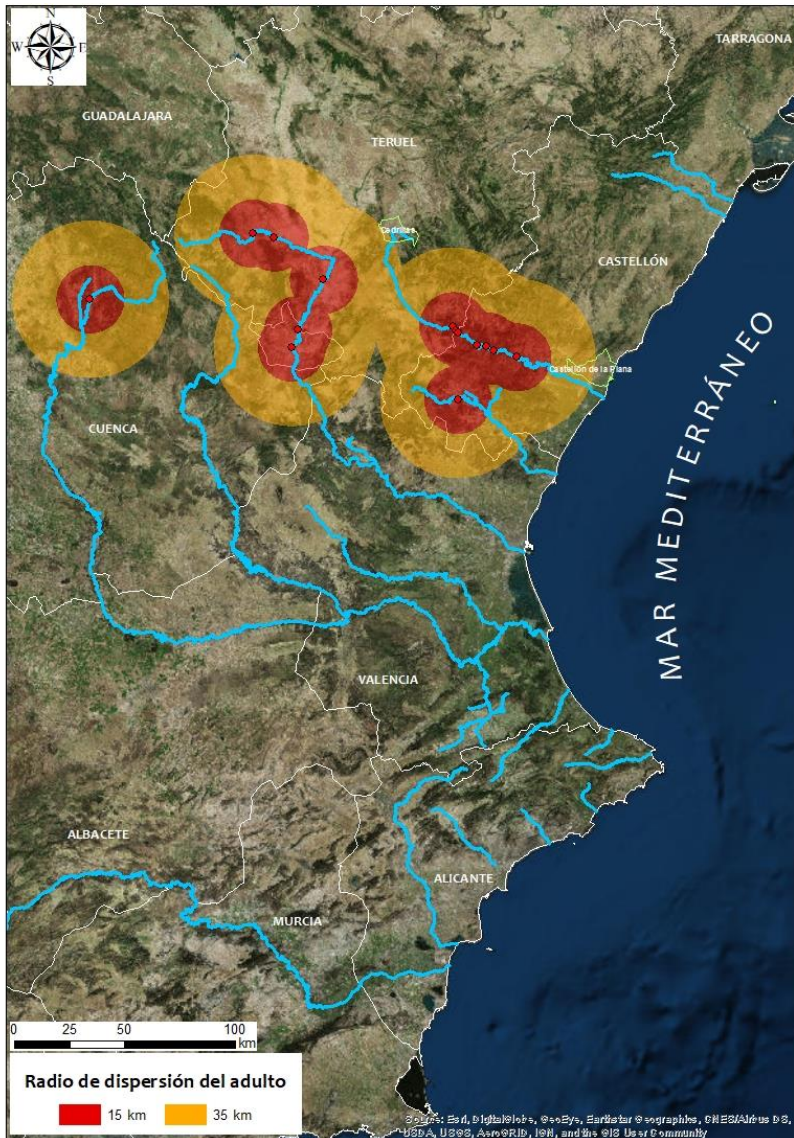 N
W E
S
TARRAGONA
GUADALAJARA
TERUEL
Cedrillas
CASTELLÓN
MAR MEDITERRÁNEO
Castellón de la Plana
CUENCA
VALENCIA
ALBACETE
ALICANTE
MURCIA
0 25 50 100
km
Radio de dispersión del adulto
15 km 35 km
Source: Esri, DigitalGlobe, GeoEye, Earthstar Geographics, CNES/Airbus DS,
USDA, USGS, AeroGRID, IGN, and the GIS User Community